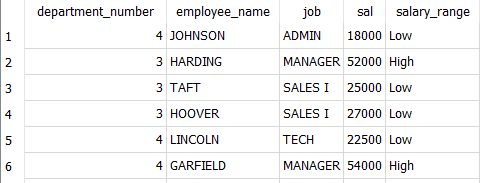 department_number employee_name job sal salary_range
1 4 JOHNSON ADMIN 18000 Low
2 3 HARDING MANAGER 52000 High
3 3 TAFT SALES I 25000 Low
4 3 HOOVER SALES I 27000 Low
5 4 LINCOLN TECH 22500 Low
6 4 GARFIELD MANAGER 54000 High